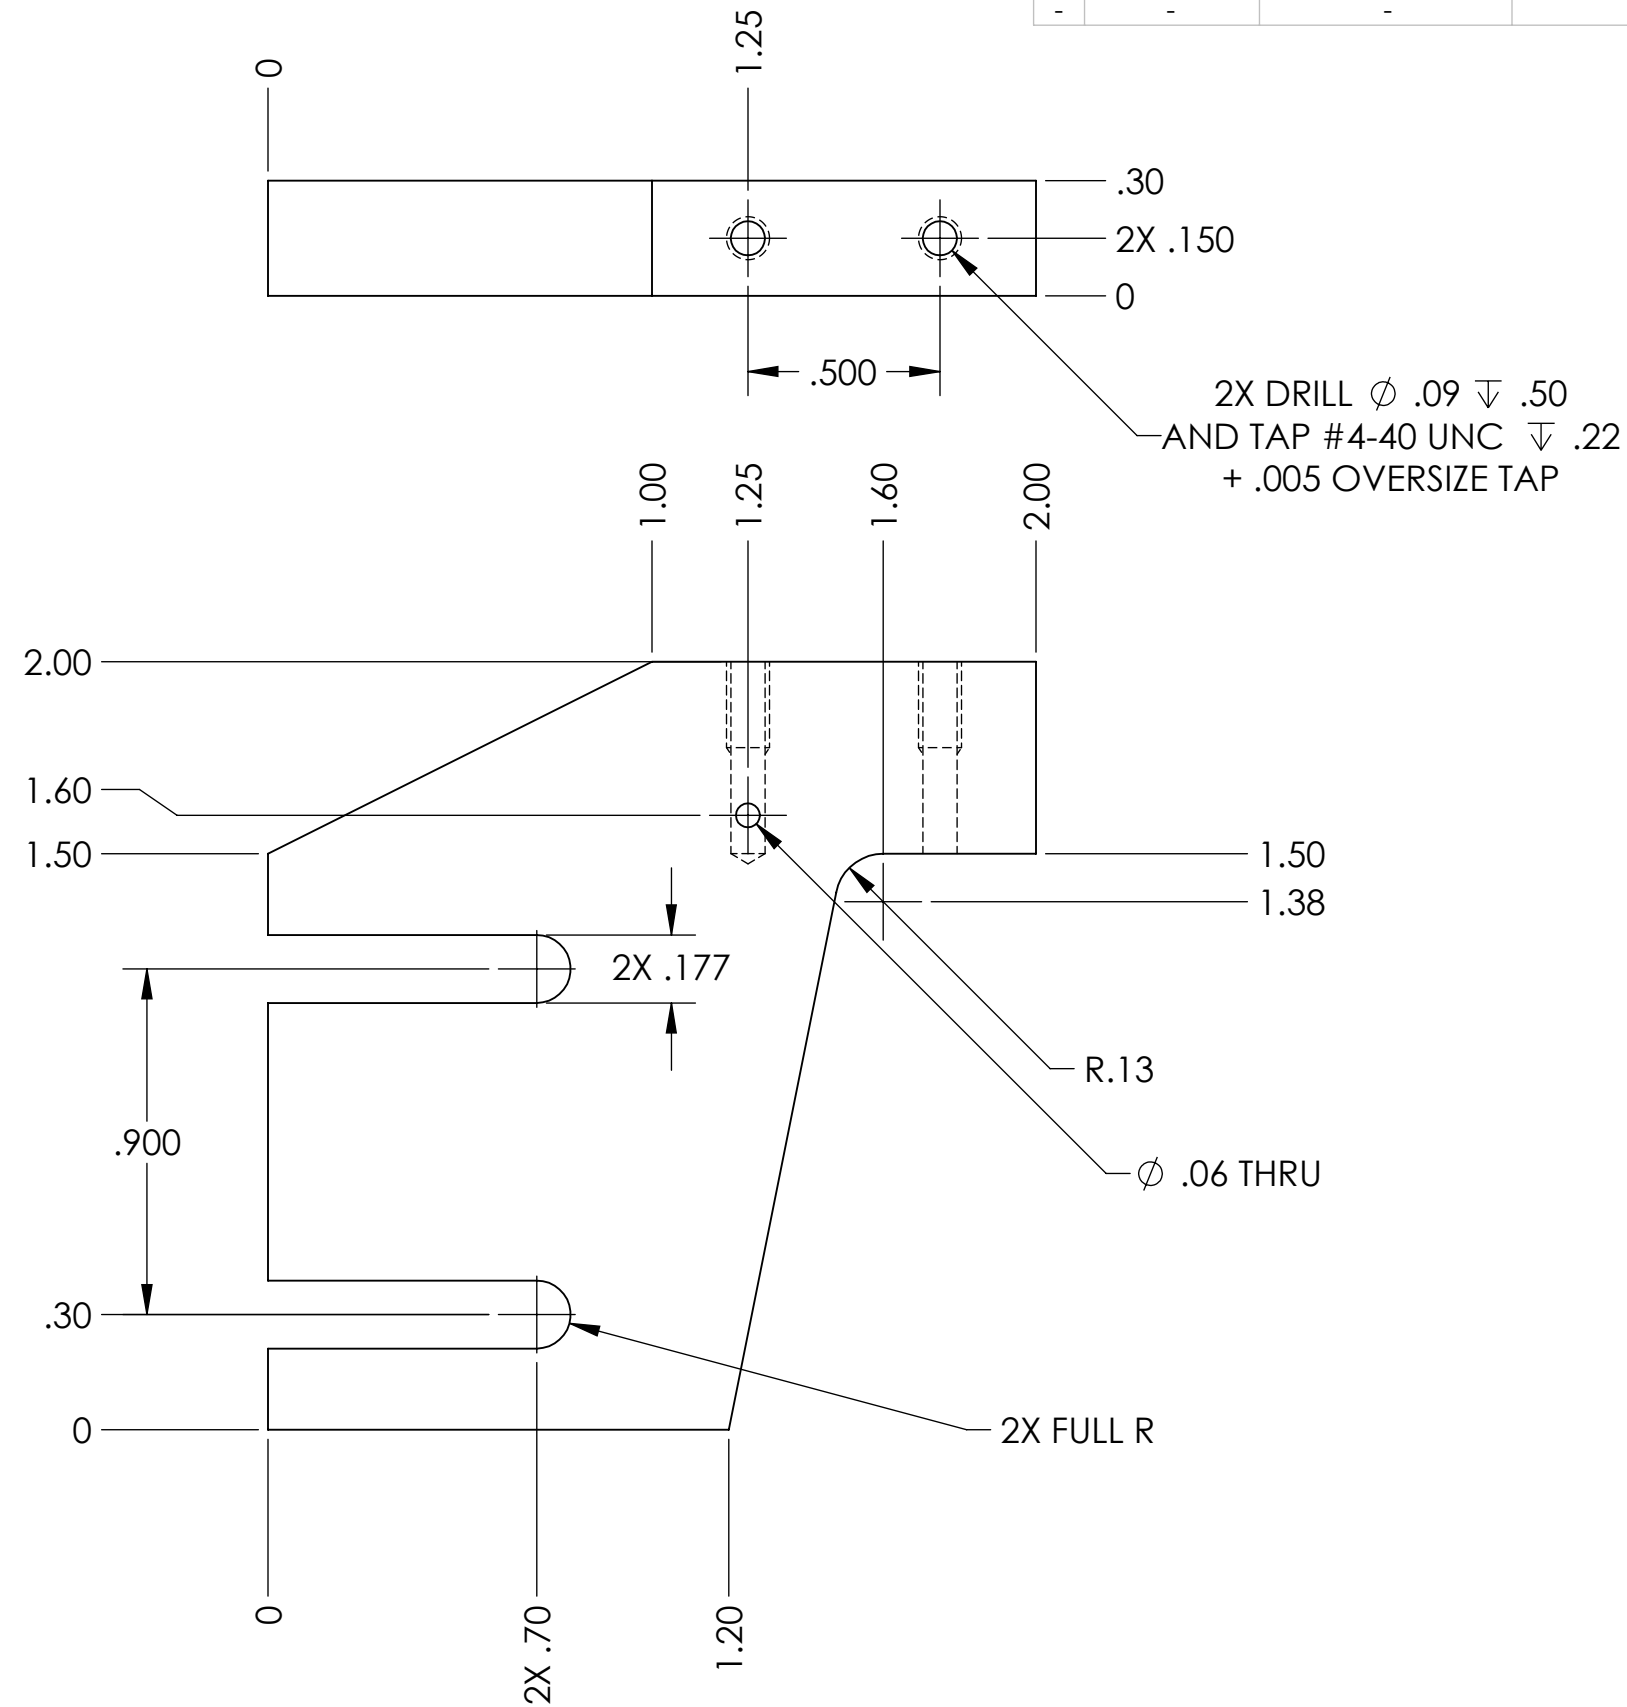 - - -
0
1.25
.30
2X .150
0
.500
2X DRILL ⌀ .09 ↧ .50
AND TAP #4-40 UNC ↧ .22
+ .005 OVERSIZE TAP
1.00
1.25
1.60
2.00
2.00
1.60
1.50
1.50
1.38
2X .177
R.13
.900
⌀ .06 THRU
.30
0
2X FULL R
0
2X .70
1.20